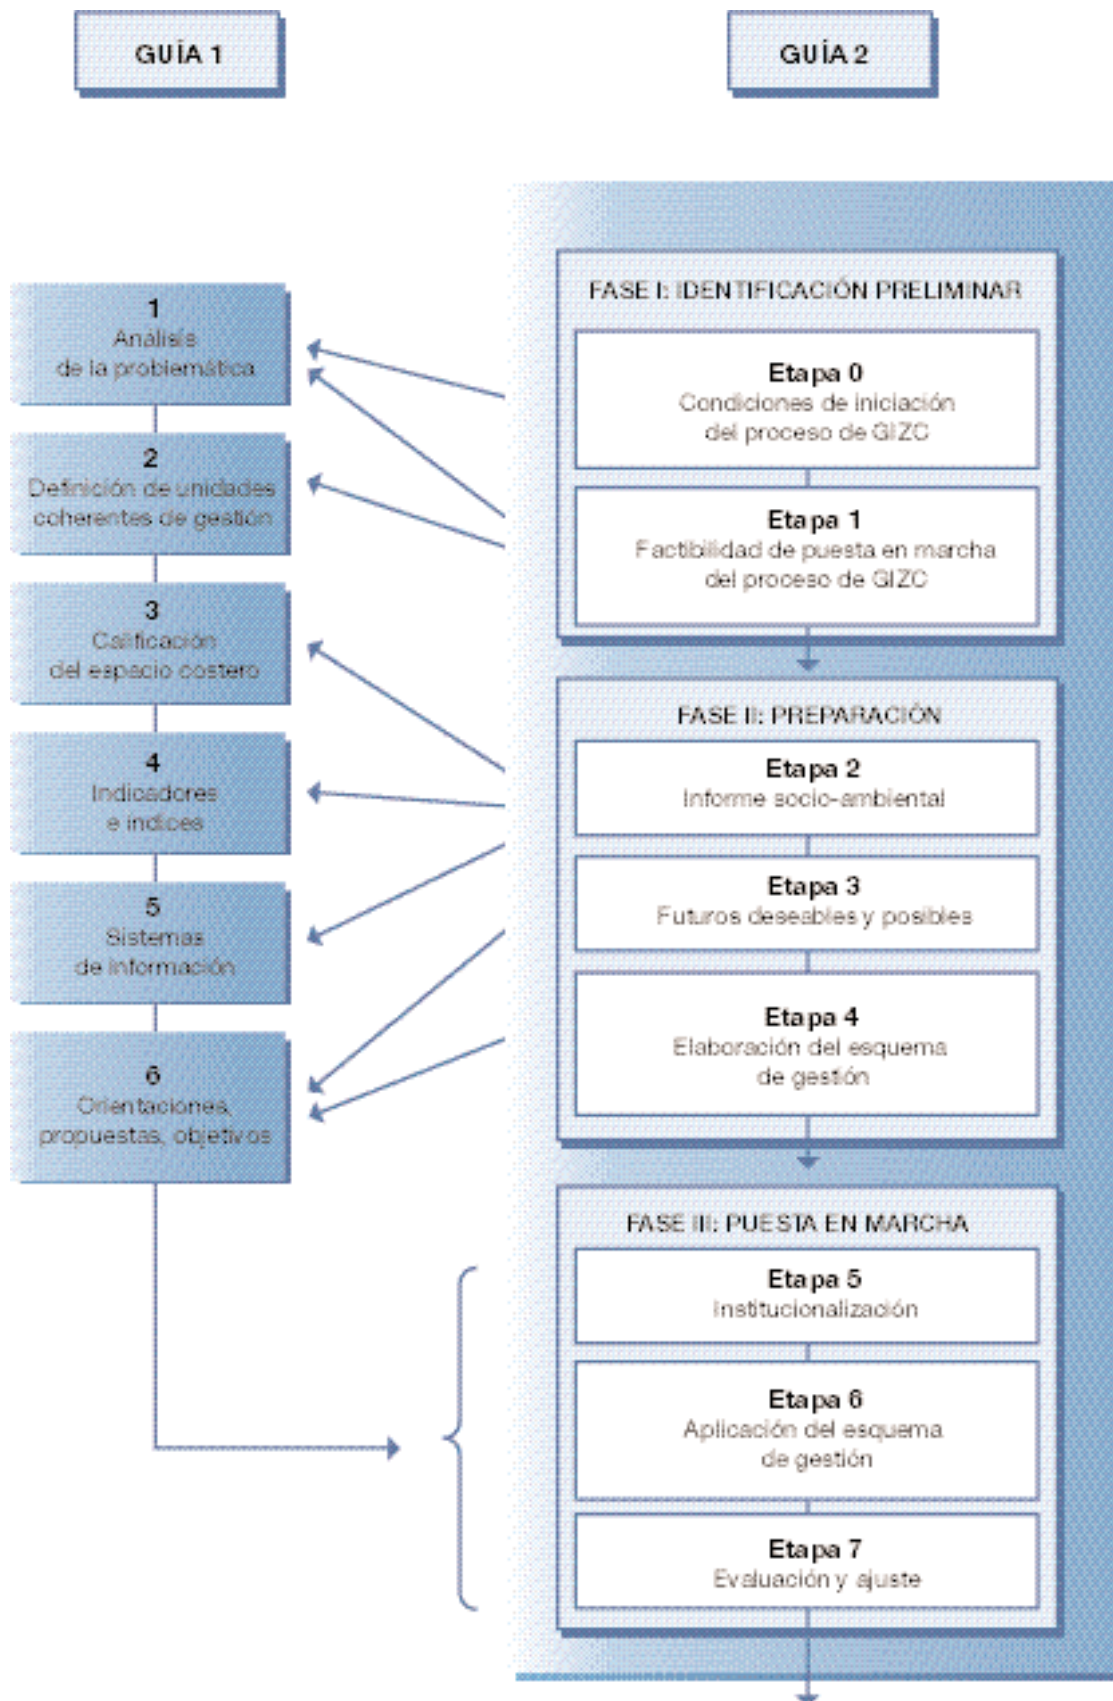 GUÍA 1
GUÍA 2
1
Análisis
de la problemática
2
Definición de unidades
coherentes de gestión
3
Calificación
del espacio costero
4
Indicadores
e indices
5
Sistemas
de información
6
Orientaciones,
propuestas, objetivos
FASE I: IDENTIFICACIÓN PRELIMINAR
Etapa 0
Condiciones de iniciación
del proceso de GIZC
Etapa 1
Factibilidad de puesta en marcha
del proceso de GIZC
FASE II: PREPARACIÓN
Etapa 2
Informe socio-ambiental
Etapa 3
Futuros deseables y posibles
Etapa 4
Elaboración del esquema
de gestión
FASE III: PUESTA EN MARCHA
Etapa 5
Institucionalización
Etapa 6
Aplicación del esquema
de gestión
Etapa 7
Evaluación y ajuste